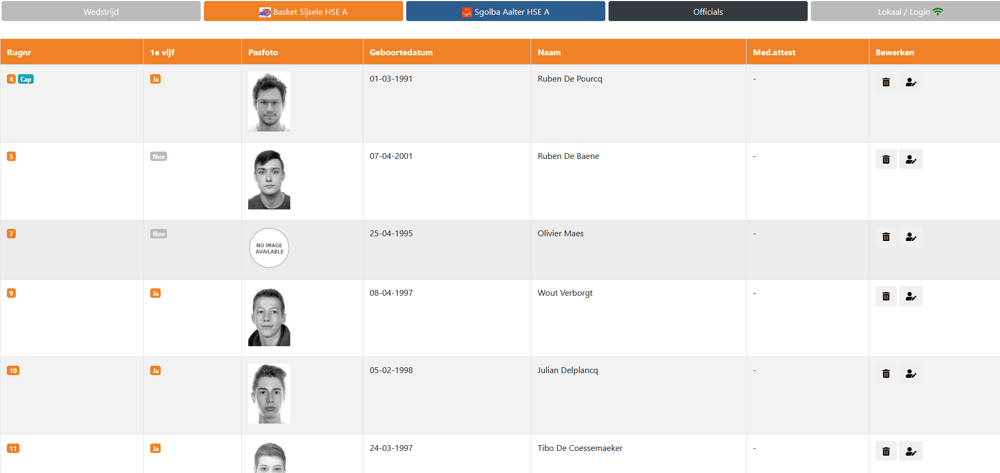 Wedstrijd
Basket Sijsele HSE A
Sgolba Aalter HSE A
Officials
Lokaal / Login
Rugnr 1e vijf Pasfoto Geboortedatum Naam Med.attest Bewerken
4 Cap Ja 01-03-1991 Ruben De Pourcq -
5 Nee 07-04-2001 Ruben De Baene -
7 Nee 25-04-1995 Olivier Maes -
NO IMAGE
AVAILABLE
9 Ja 08-04-1997 Wout Verborgt -
10 Ja 05-02-1998 Julian Delplancq -
11 Ja 24-03-1997 Tibo De Coessemaeker -